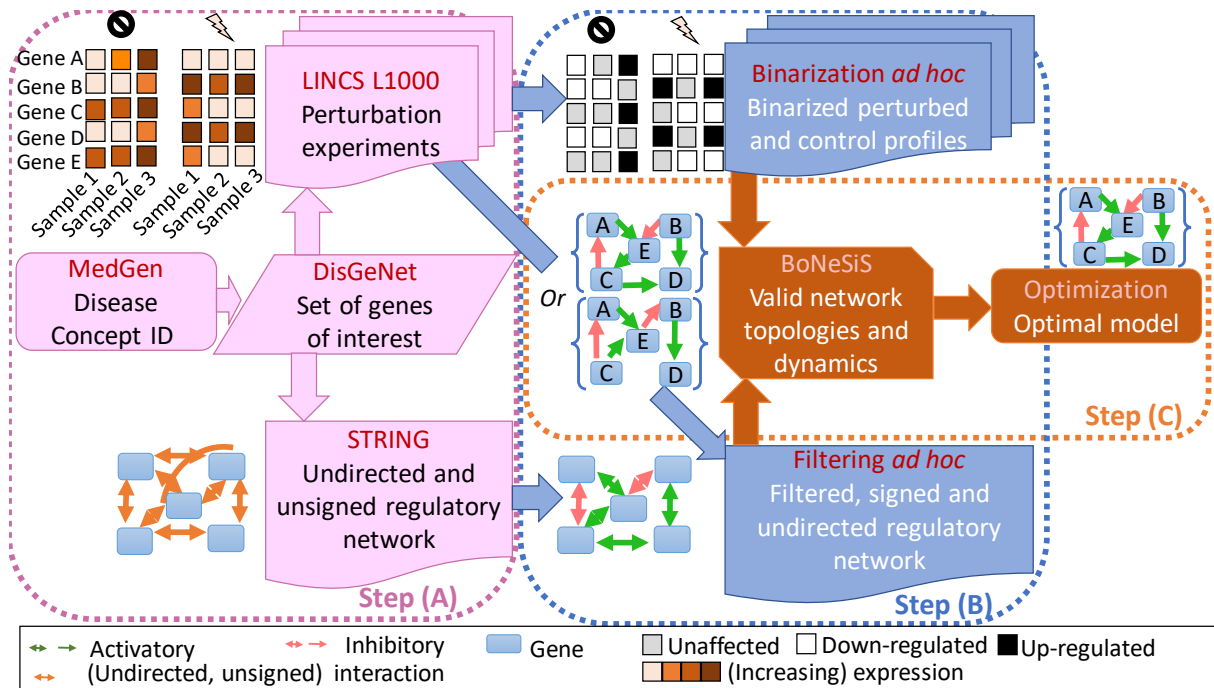 Gene A
Gene B
Gene C
Gene D
Gene E
Sample 1
Sample 2
Sample 3
Sample 1
Sample 2
Sample 3
LINCS L1000
Perturbation
experiments
Binarization ad hoc
Binarized perturbed
and control profiles
MedGen
Disease
Concept ID
DisGeNet
Set of genes
of interest
Or
A
B
E
C
D
A
B
E
C
D
BoNeSiS
Valid network
topologies and
dynamics
A
B
E
C
D
Optimization
Optimal model
Step (C)
STRING
Undirected and
unsigned regulatory
network
Filtering ad hoc
Filtered, signed and
undirected regulatory
network
Step (A)
Step (B)
Activatory
Inhibitory
Gene
Unaffected
Down-regulated
Up-regulated
(Undirected, unsigned) interaction
(Increasing) expression